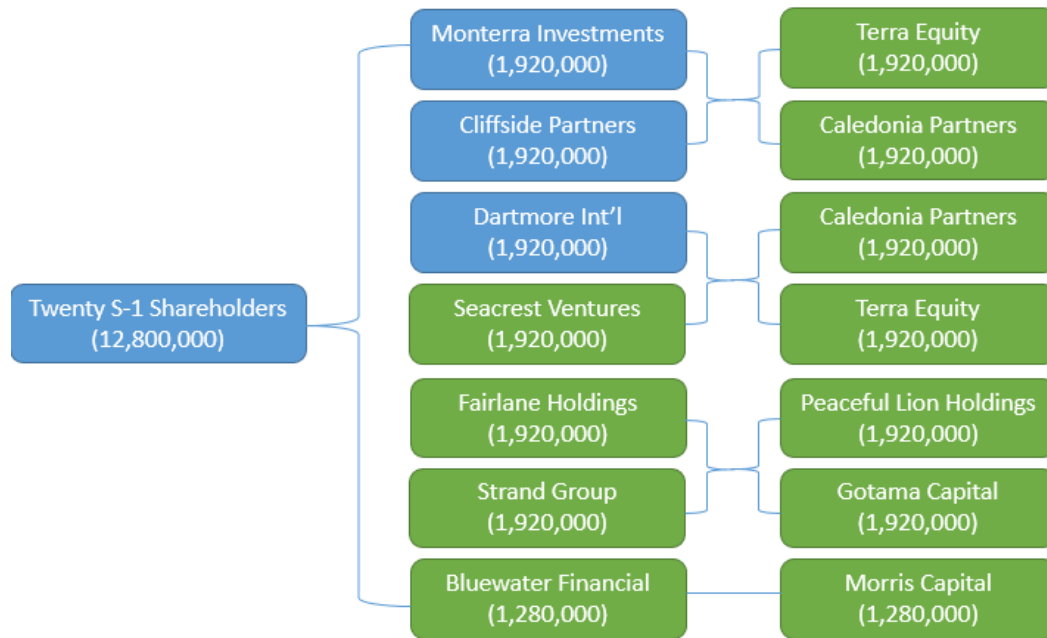 Twenty S-1 Shareholders
(12,800,000)
Monterra Investments
(1,920,000)
Cliffside Partners
(1,920,000)
Dartmore Int’l
(1,920,000)
Seacrest Ventures
(1,920,000)
Fairlane Holdings
(1,920,000)
Strand Group
(1,920,000)
Bluewater Financial
(1,280,000)
Terra Equity
(1,920,000)
Caledonia Partners
(1,920,000)
Caledonia Partners
(1,920,000)
Terra Equity
(1,920,000)
Peaceful Lion Holdings
(1,920,000)
Gotama Capital
(1,920,000)
Morris Capital
(1,280,000)